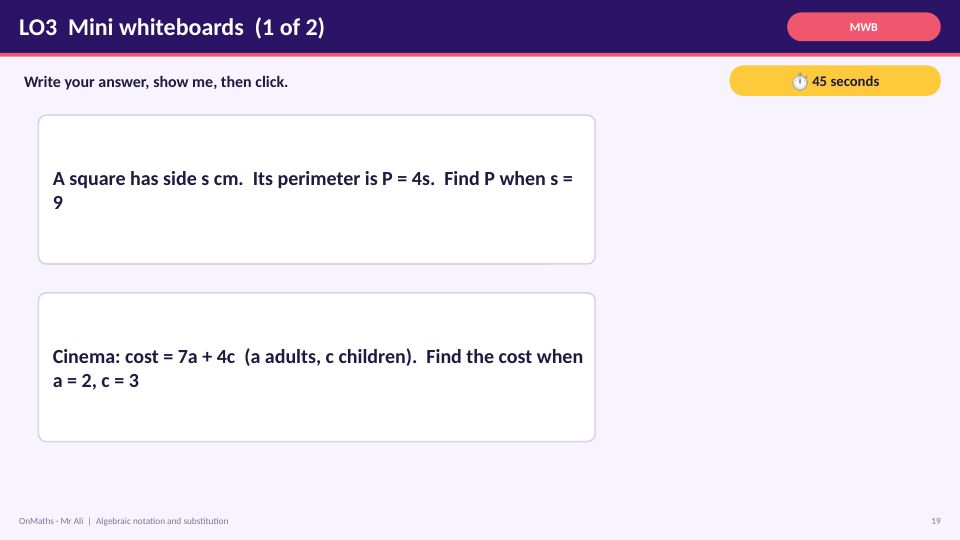 LO3  Mini whiteboards  (1 of 2)
MWB
Write your answer, show me, then click.
⏱ 45 seconds
A square has side s cm.  Its perimeter is P = 4s.  Find P when s =
9
Cinema: cost = 7a + 4c  (a adults, c children).  Find the cost when
a = 2, c = 3
OnMaths · Mr Ali  |  Algebraic notation and substitution
19